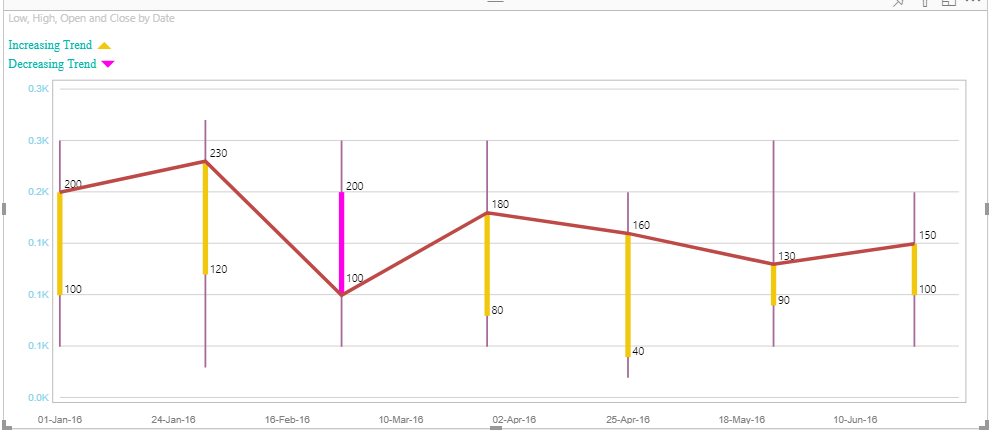 Low, High, Open and Close by Date
Increasing Trend
Decreasing Trend
0.3K
0.3K
0.2K
0.1K
0.1K
0.1K
0.0K
200
100
230
120
200
100
180
80
160
40
130
90
150
100
01-Jan-16 24-Jan-16 16-Feb-16 10-Mar-16 02-Apr-16 25-Apr-16 18-May-16 10-Jun-16